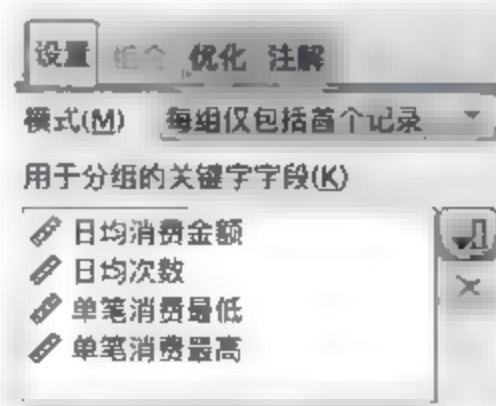 设置 组合 优化 注解
模式(M) 每组仅包括首个记录
用于分组的关键字字段(K)
日均消费金额
日均次数
单笔消费最低
单笔消费最高